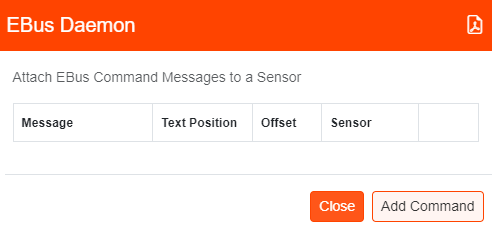 EBus Daemon
Attach EBus Command Messages to a Sensor
Message Text Position Offset Sensor
Close Add Command